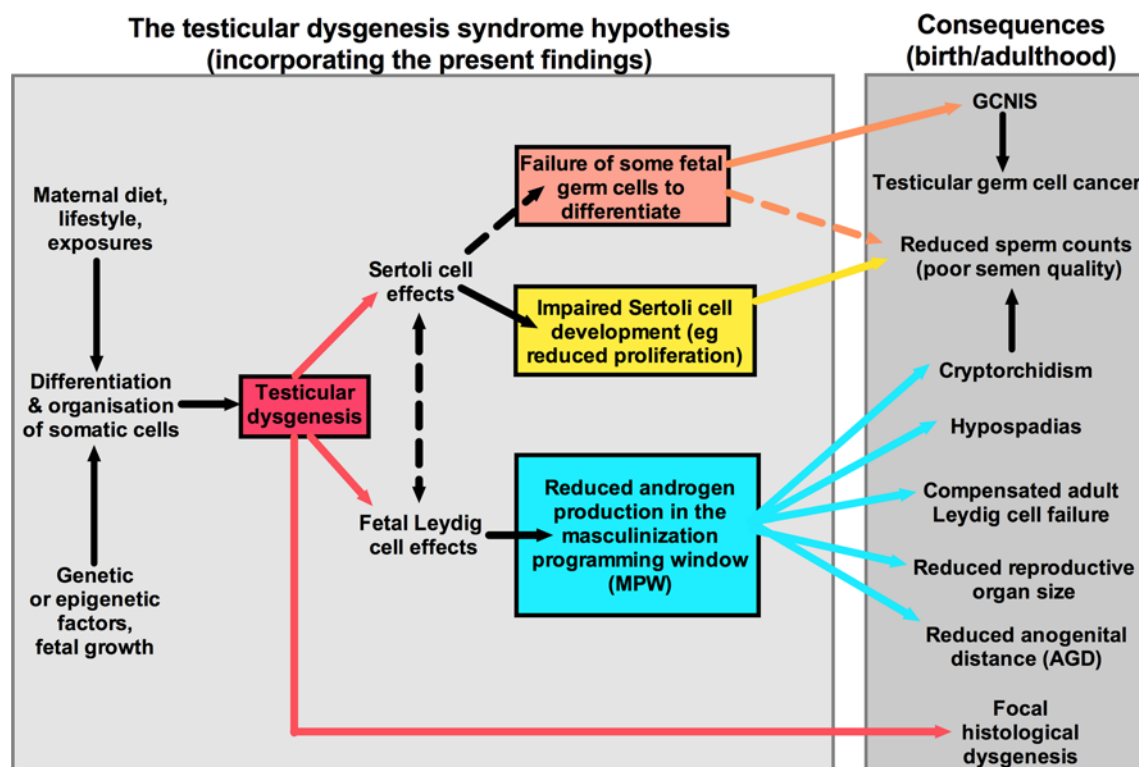 The testicular dysgenesis syndrome hypothesis
(incorporating the present findings)
Consequences
(birth/adulthood)
Maternal diet,
lifestyle,
exposures
Differentiation
& organisation
of somatic cells
Genetic
or epigenetic
factors,
fetal growth
Testicular
dysgenesis
Sertoli cell
effects
Fetal Leydig
cell effects
Failure of some fetal
germ cells to
differentiate
Impaired Sertoli cell
development (eg
reduced proliferation)
Reduced androgen
production in the
masculinization
programming window
(MPW)
GCNIS
Testicular germ cell cancer
Reduced sperm counts
(poor semen quality)
Cryptorchidism
Hypospadias
Compensated adult
Leydig cell failure
Reduced reproductive
organ size
Reduced anogenital
distance (AGD)
Focal
histological
dysgenesis